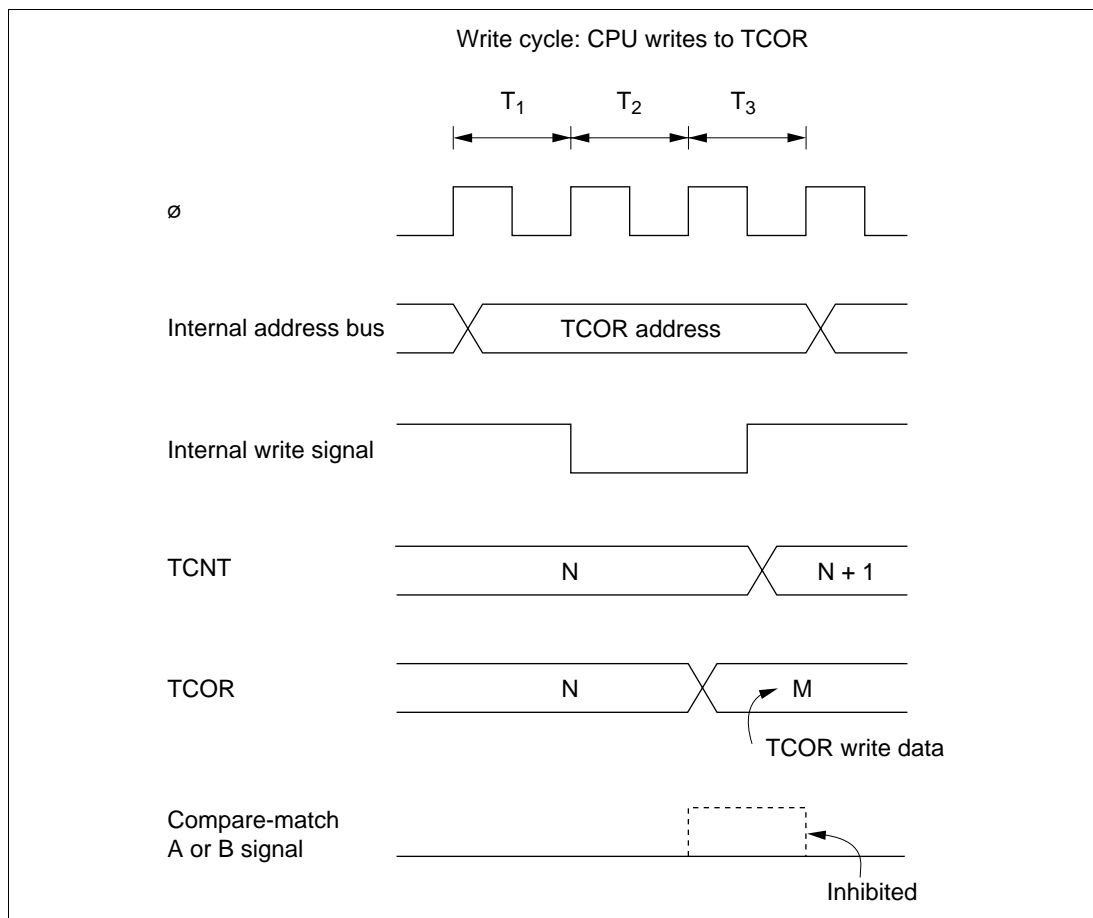 Write cycle: CPU writes to TCOR
T1 T2 T3
ø
Internal address bus
TCOR address
Internal write signal
TCNT
N
N + 1
TCOR
N
M
TCOR write data
Compare-match
A or B signal
Inhibited